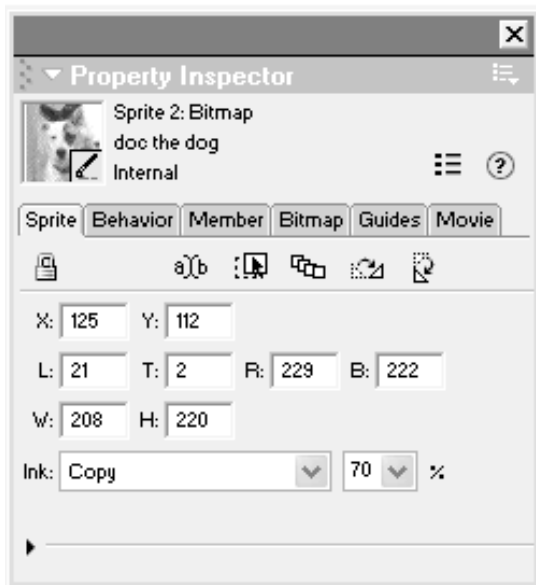 Property Inspector
Sprite 2: Bitmap
doc the dog
Internal
Sprite Behavior Member Bitmap Guides Movie
a b
X: 125 Y: 112
L: 21 T: 2 R: 229 B: 222
W: 208 H: 220
Ink: Copy 70 %